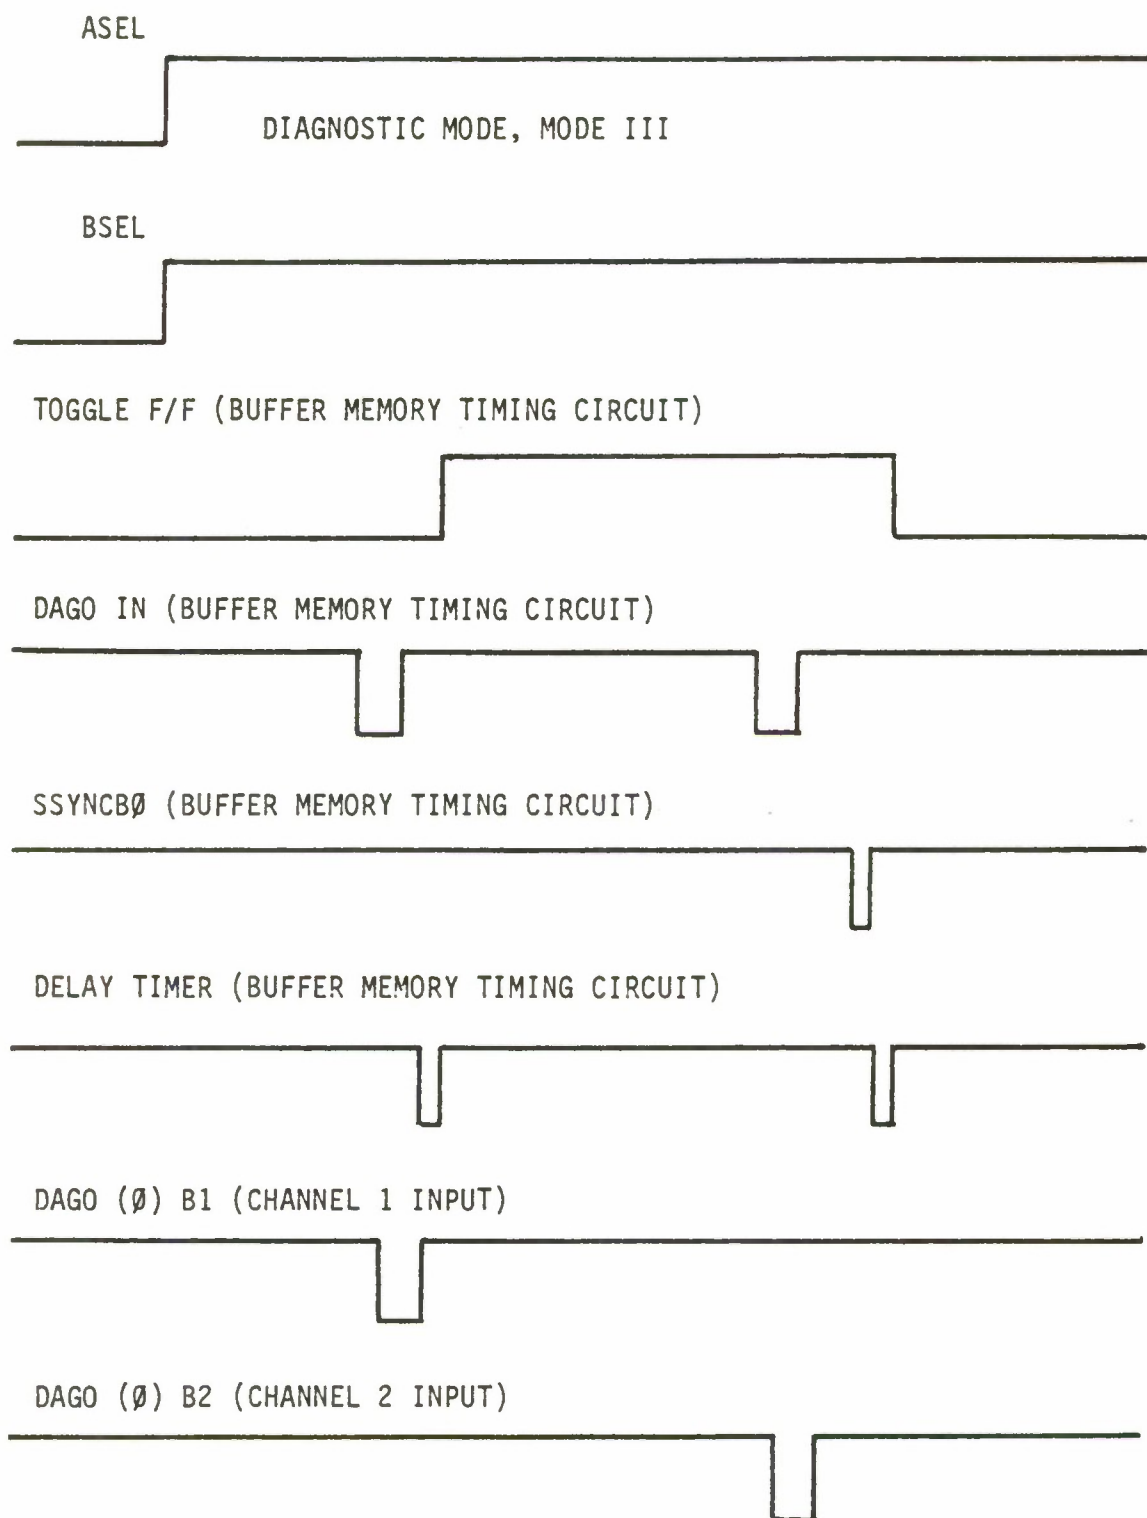 ASEL
DIAGNOSTIC MODE, MODE III
BSEL
TOGGLE F/F (BUFFER MEMORY TIMING CIRCUIT)
DAGO IN (BUFFER MEMORY TIMING CIRCUIT)
SSYNCBØ (BUFFER MEMORY TIMING CIRCUIT)
DELAY TIMER (BUFFER MEMORY TIMING CIRCUIT)
DAGO (Ø) B1 (CHANNEL 1 INPUT)
DAGO (Ø) B2 (CHANNEL 2 INPUT)